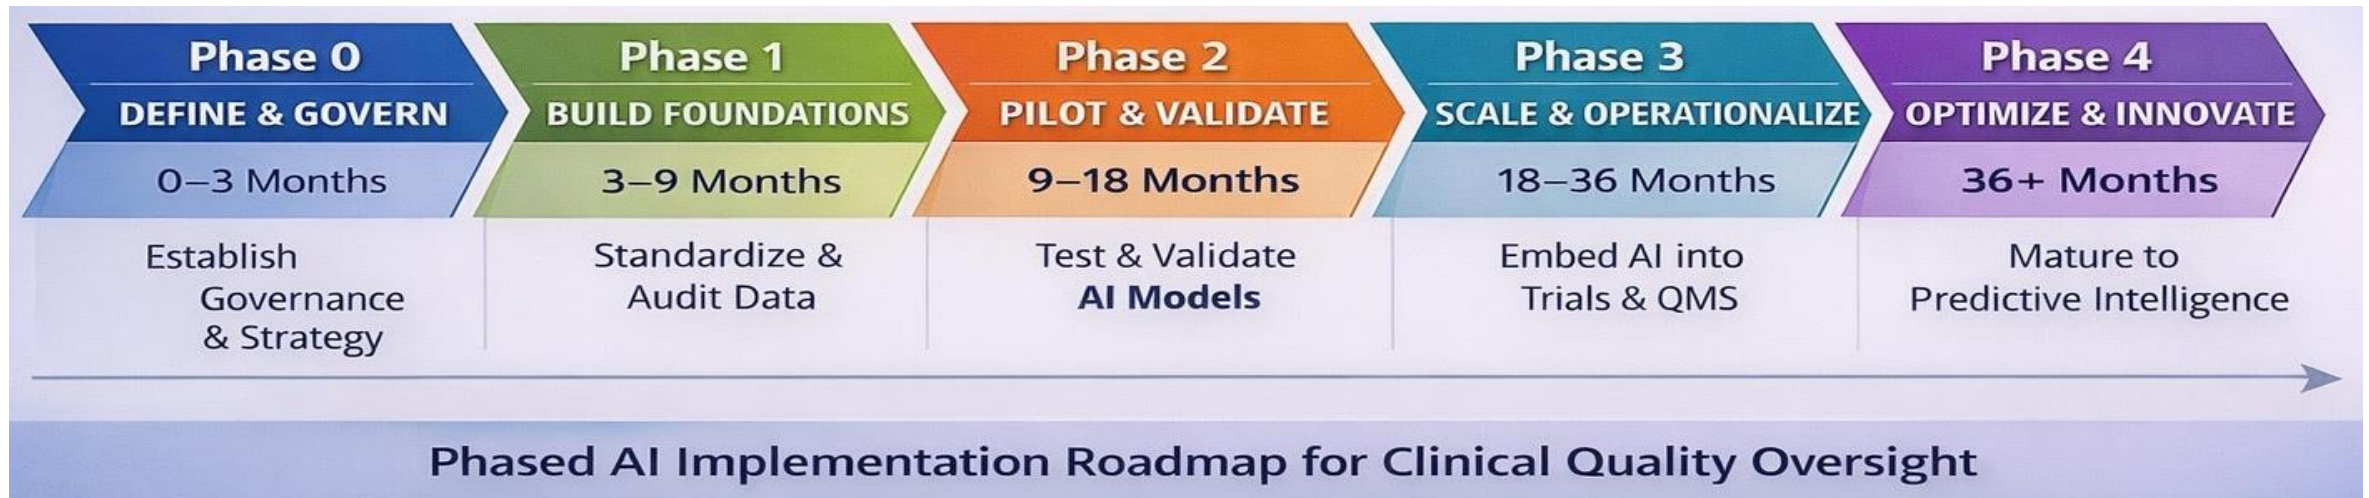 Phase 0
DEFINE & GOVERN
0–3 Months
Establish
Governance
& Strategy
Phase 1
BUILD FOUNDATIONS
3–9 Months
Standardize &
Audit Data
Phase 2
PILOT & VALIDATE
9–18 Months
Test & Validate
AI Models
Phase 3
SCALE & OPERATIONALIZE
18–36 Months
Embed AI into
Trials & QMS
Phase 4
OPTIMIZE & INNOVATE
36+ Months
Mature to
Predictive Intelligence
Phased AI Implementation Roadmap for Clinical Quality Oversight